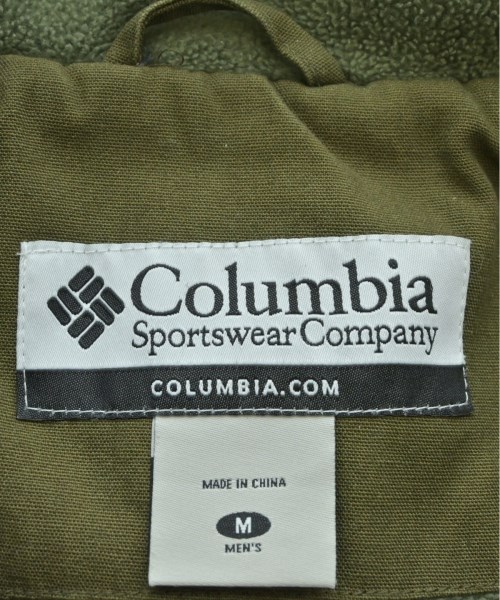 Columbia
Sportswear Company
COLUMBIA.COM
MADE IN CHINA
M
MEN'S